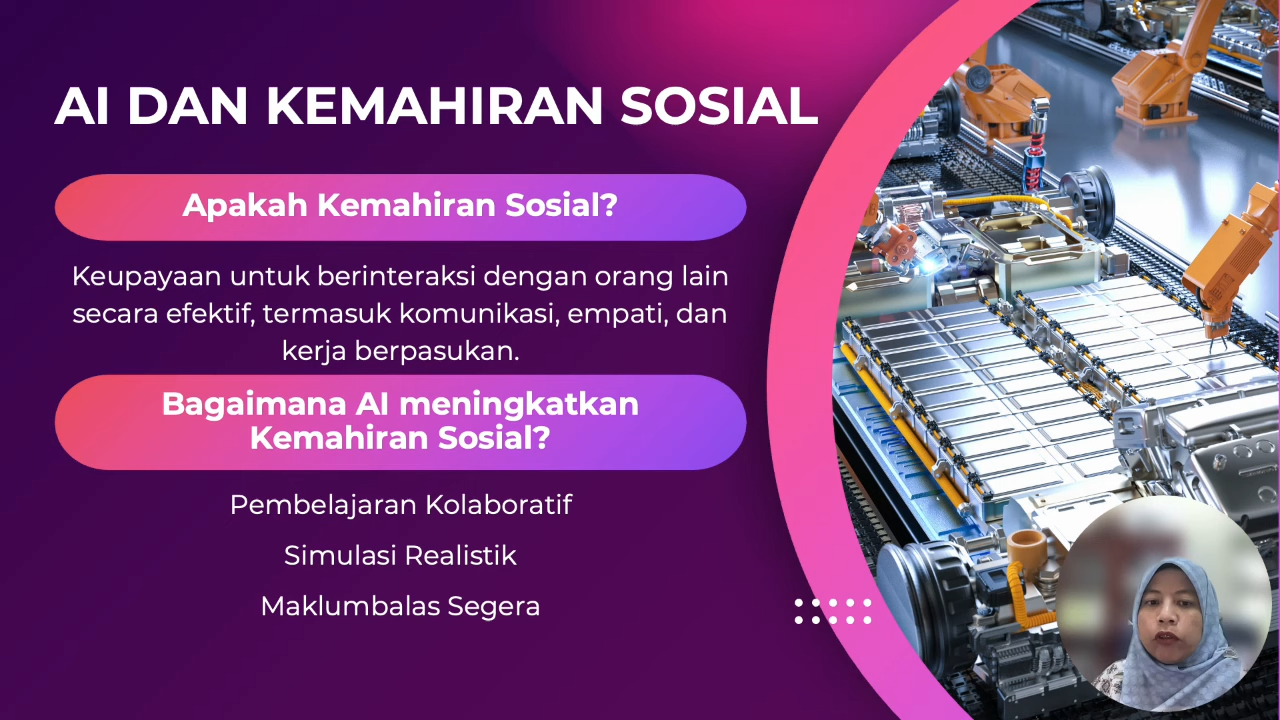 AI DAN KEMAHIRAN SOSIAL
Apakah Kemahiran Sosial?
Keupayaan untuk berinteraksi dengan orang lain
secara efektif, termasuk komunikasi, empati, dan
kerja berpasukan.
Bagaimana AI meningkatkan
Kemahiran Sosial?
Pembelajaran Kolaboratif
Simulasi Realistik
Maklumbalas Segera